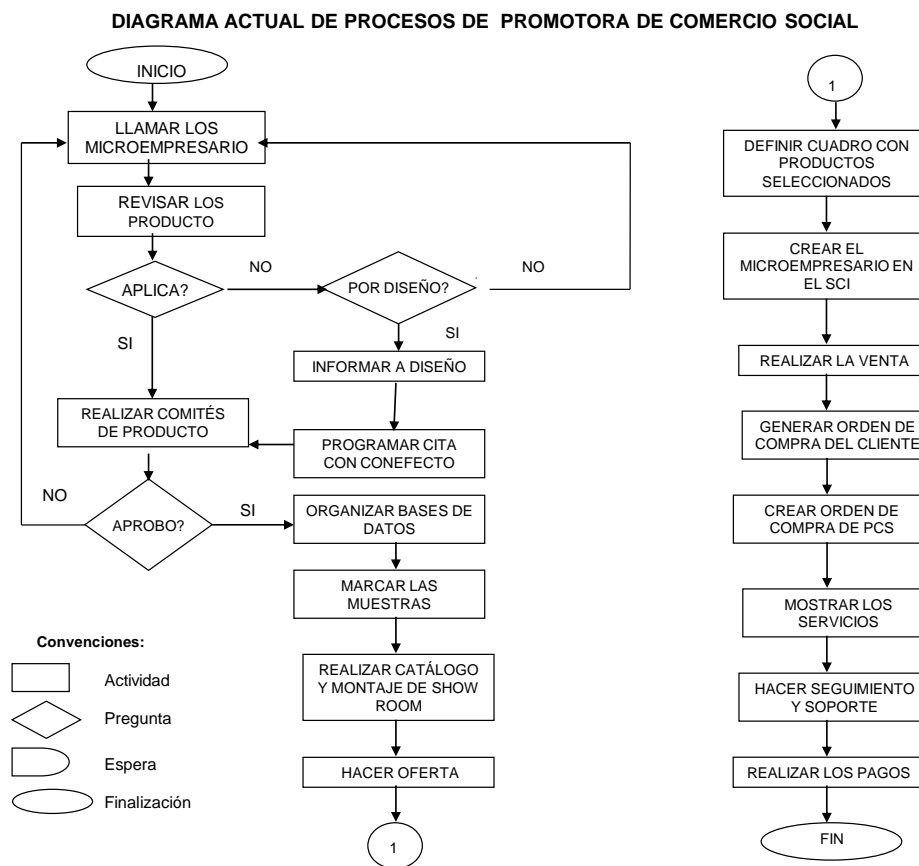 DIAGRAMA ACTUAL DE PROCESOS DE PROMOTORA DE COMERCIO SOCIAL
INICIO
LLAMAR LOS
MICROEMPRESARIO
REVISAR LOS
PRODUCTO
APLICA?
NO
POR DISEÑO?
NO
SI
SI
INFORMAR A DISEÑO
REALIZAR COMITÉS
DE PRODUCTO
PROGRAMAR CITA
CON CONEFECTO
NO
APROBO?
SI
ORGANIZAR BASES DE
DATOS
MARCAR LAS
MUESTRAS
REALIZAR CATÁLOGO
Y MONTAJE DE SHOW
ROOM
HACER OFERTA
1
Convenciones:
Actividad
Pregunta
Espera
Finalización
1
DEFINIR CUADRO CON
PRODUCTOS
SELECCIONADOS
CREAR EL
MICROEMPRESARIO EN
EL SCI
REALIZAR LA VENTA
GENERAR ORDEN DE
COMPRA DEL CLIENTE
CREAR ORDEN DE
COMPRA DE PCS
MOSTRAR LOS
SERVICIOS
HACER SEGUIMIENTO
Y SOPORTE
REALIZAR LOS PAGOS
FIN